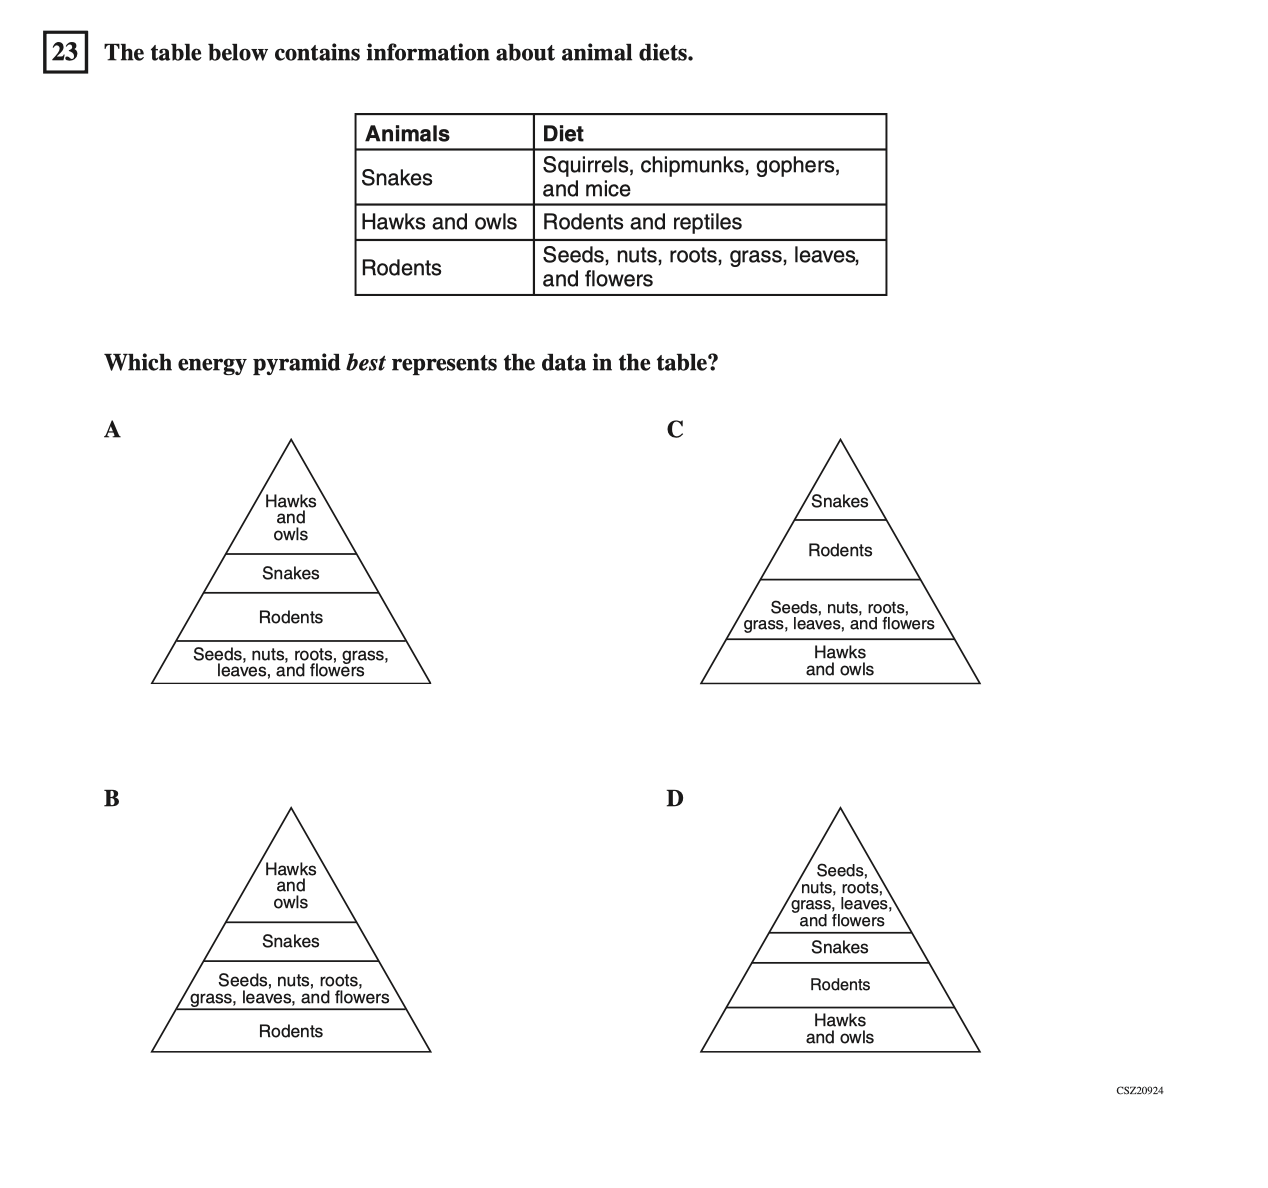 23 The table below contains information about animal diets.
Animals Diet
Snakes Squirrels, chipmunks, gophers,
and mice
Hawks and owls Rodents and reptiles
Rodents Seeds, nuts, roots, grass, leaves,
and flowers
Which energy pyramid best represents the data in the table?
A
Hawks
and
owls
Snakes
Rodents
Seeds, nuts, roots, grass,
leaves, and flowers
B
Hawks
and
owls
Snakes
Seeds, nuts, roots,
grass, leaves, and flowers
Rodents
C
Snakes
Rodents
Seeds, nuts, roots,
grass, leaves, and flowers
Hawks
and owls
D
Seeds,
nuts, roots,
grass, leaves,
and flowers
Snakes
Rodents
Hawks
and owls
CSZ20924